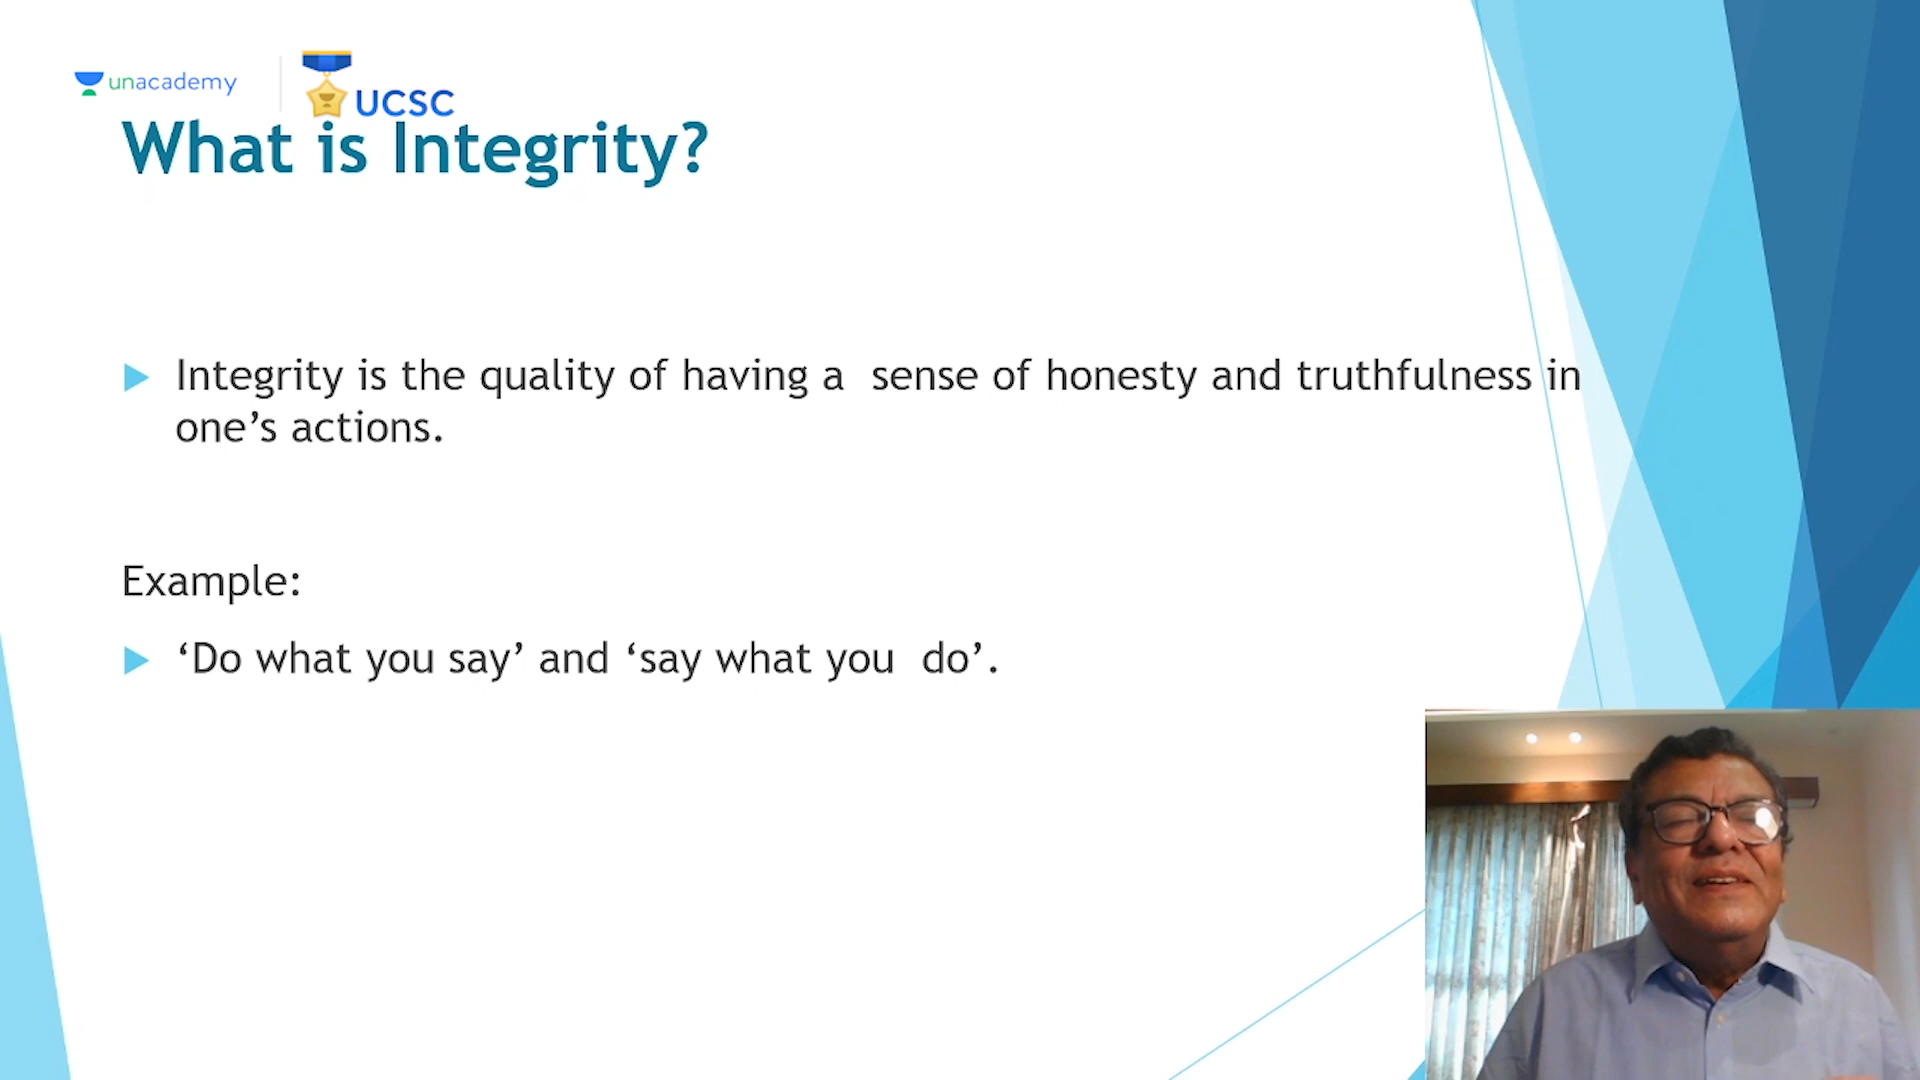 unacademy
UCSC
What is Integrity?
Integrity is the quality of having a sense of honesty and truthfulness in
one’s actions.
Example:
‘Do what you say’ and ‘say what you do’.